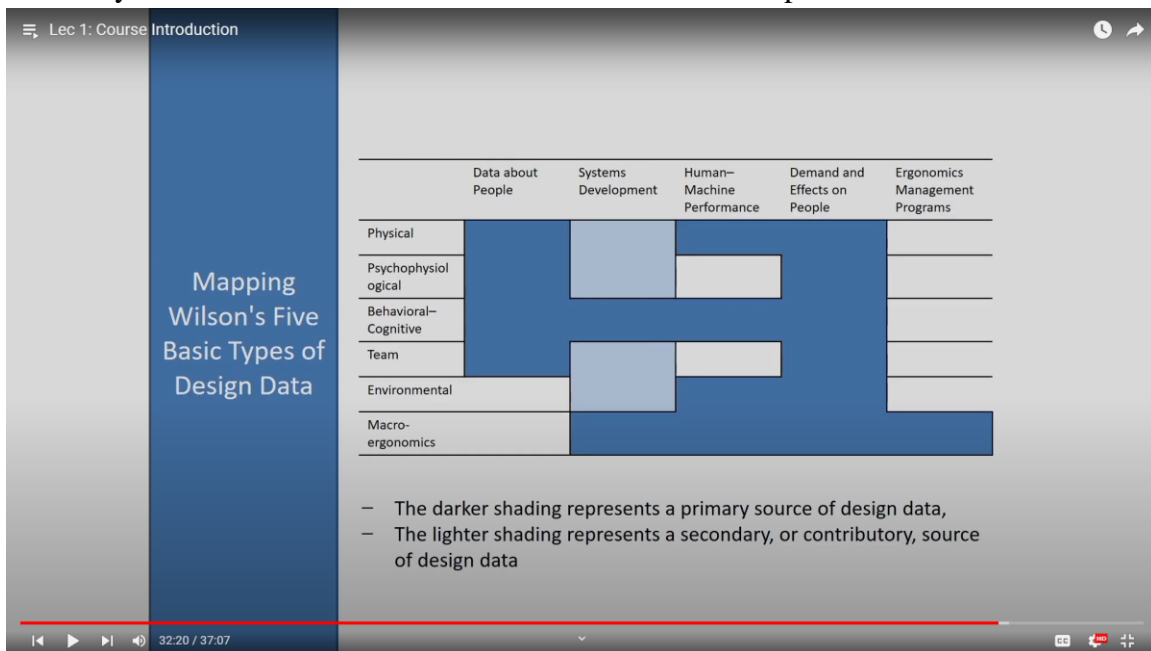 Lec 1: Course Introduction
Mapping
Wilson's Five
Basic Types of
Design Data
Data about
People
Systems
Development
Human–
Machine
Performance
Demand and
Effects on
People
Ergonomics
Management
Programs
Physical
Psychophysiol
ogical
Behavioral–
Cognitive
Team
Environmental
Macro-
ergonomics
– The darker shading represents a primary source of design data,
– The lighter shading represents a secondary, or contributory, source
of design data
32:20 / 37:07
CC
HD